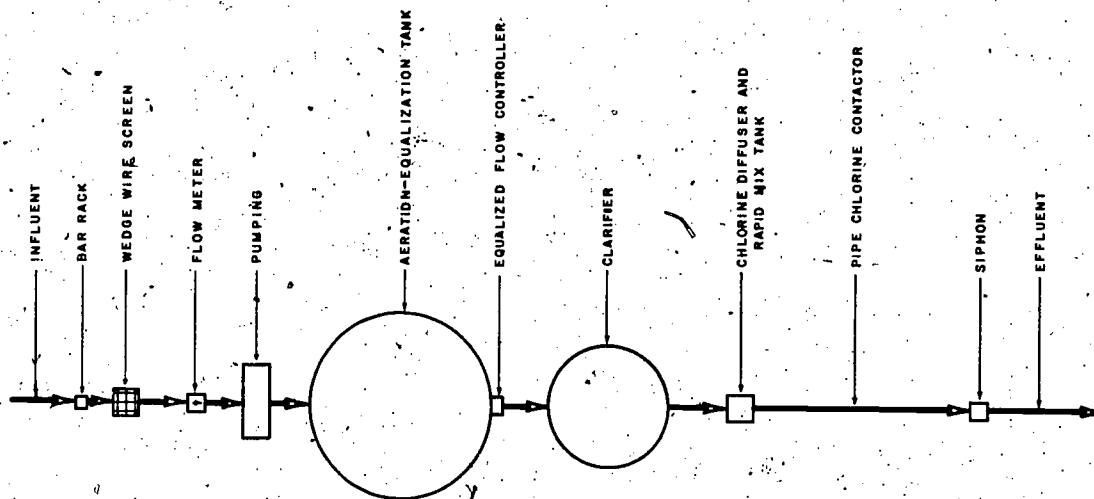 INFLUENT
BAR RACK
WEDGE WIRE SCREEN
FLOW METER
PUMPING
AERATION-EQUALIZATION TANK
EQUALIZED FLOW CONTROLLER
CLARIFIER
CHLORINE DIFFUSER AND
RAPID MIX TANK
PIPE CHLORINE CONTACTOR
SIPHON
EFFLUENT